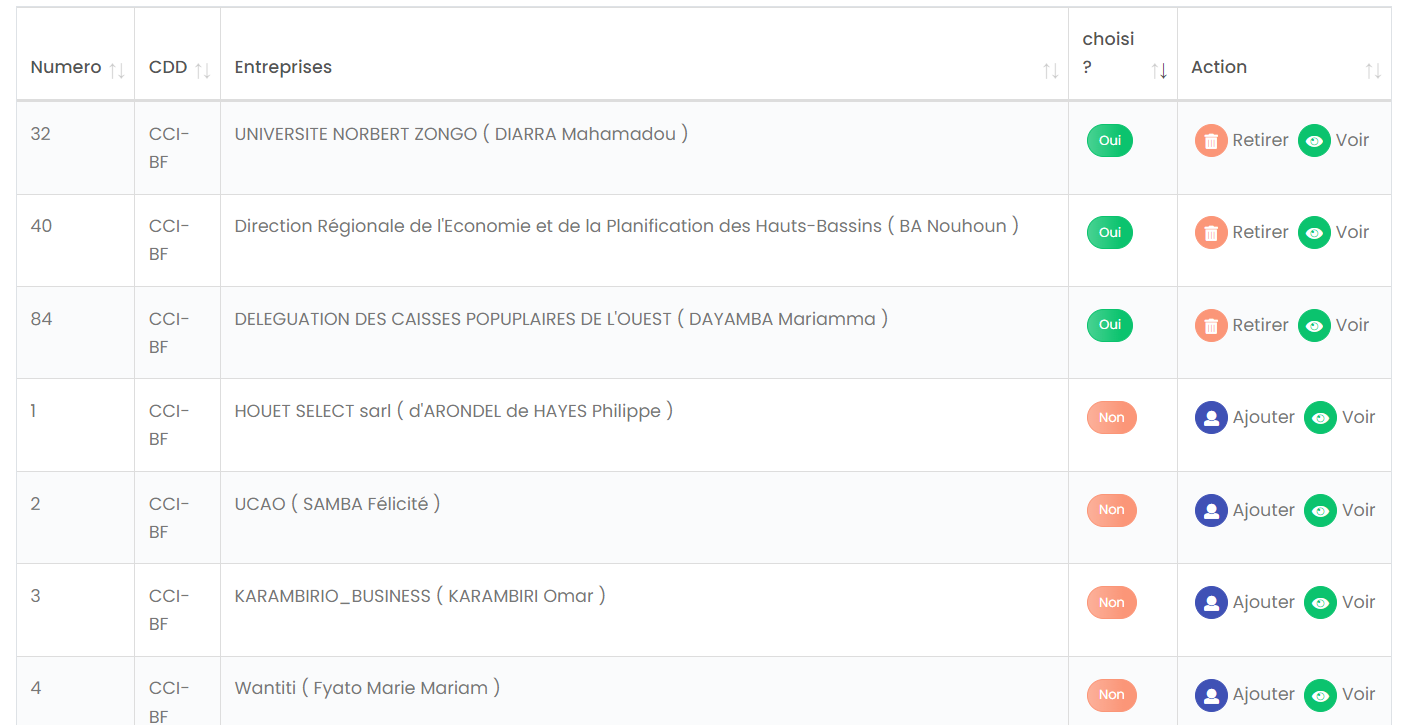 choisi
Numero CDD Entreprises ? Action
32 CCI- UNIVERSITE NORBERT ZONGO ( DIARRA Mahamadou ) Oui Retirer Voir
BF
40 CCI- Direction Régionale de l'Economie et de la Planification des Hauts-Bassins ( BA Nouhoun ) Oui Retirer Voir
BF
84 CCI- DELEGUATION DES CAISSES POPUPLAIRES DE L'OUEST ( DAYAMBA Mariamma ) Oui Retirer Voir
BF
1 CCI- HOUET SELECT sarl ( d'ARONDEL de HAYES Philippe ) Non Ajouter Voir
BF
2 CCI- UCAO ( SAMBA Félicité ) Non Ajouter Voir
BF
3 CCI- KARAMBIRIO_BUSINESS ( KARAMBIRI Omar ) Non Ajouter Voir
BF
4 CCI- Wantiti ( Fyato Marie Mariam ) Non Ajouter Voir
BF